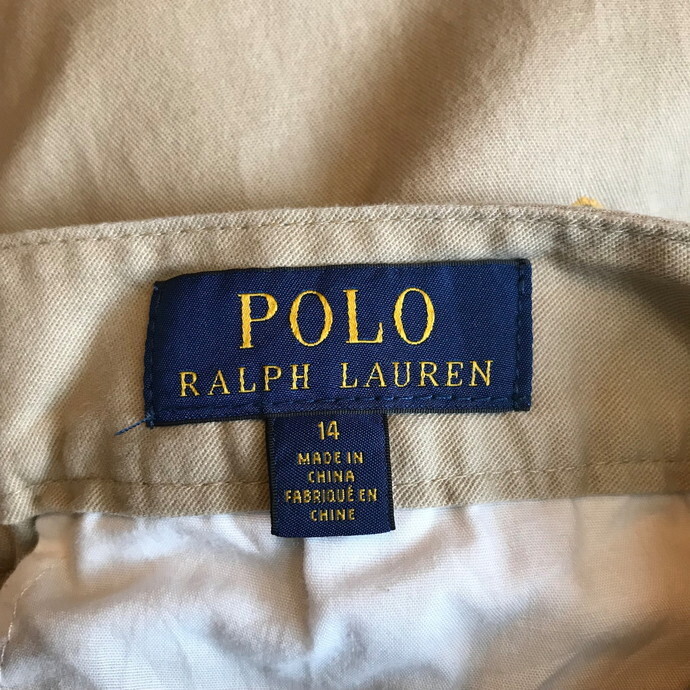 POLO
RALPH LAUREN
14
MADE IN
CHINA
FABRIQUÉ EN
CHINE